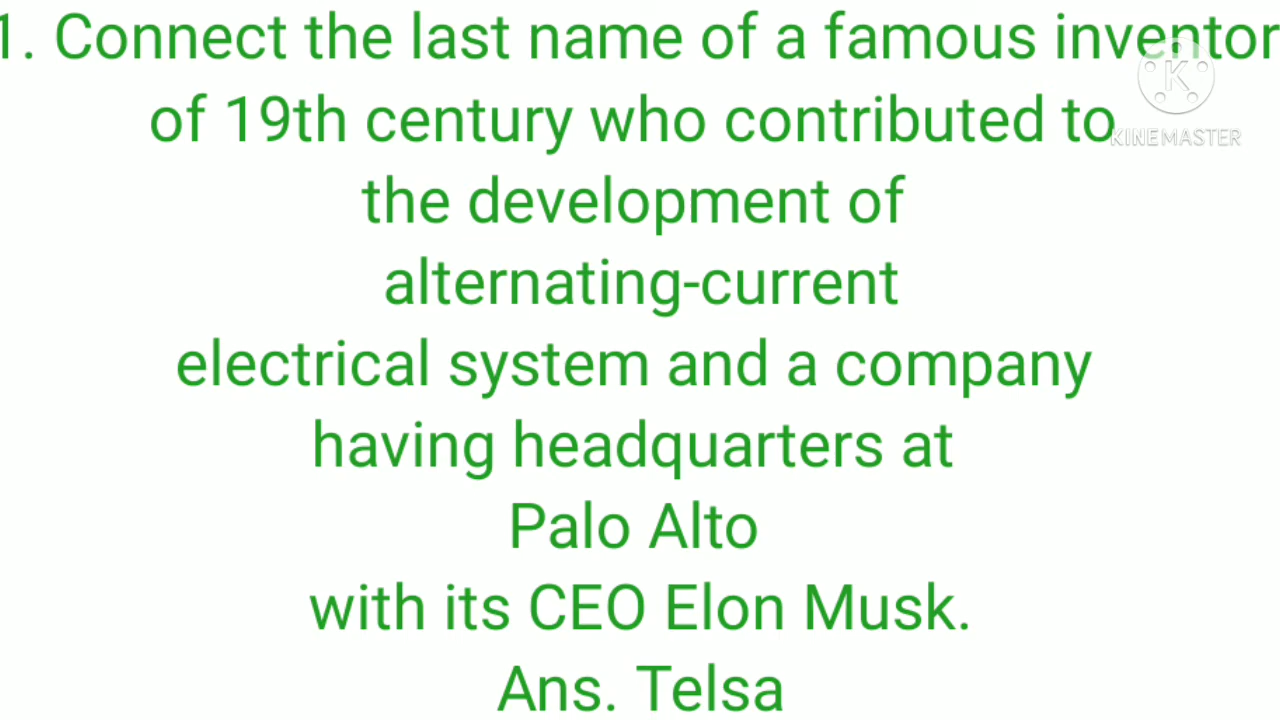 1. Connect the last name of a famous inventor
of 19th century who contributed to
the development of
alternating-current
electrical system and a company
having headquarters at
Palo Alto
with its CEO Elon Musk.
Ans. Telsa
K
KINEMASTER